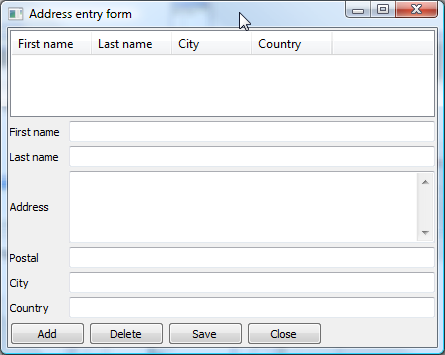 Address entry form
First name Last name City Country
First name
Last name
Address
Postal
City
Country
Add Delete Save Close